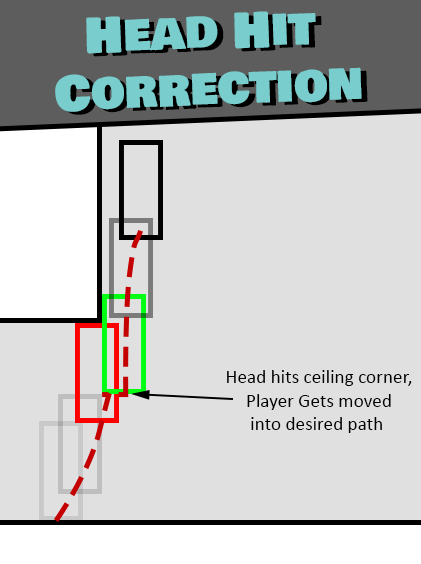 Head Hit
Correction
Head hits ceiling corner,
Player Gets moved
into desired path